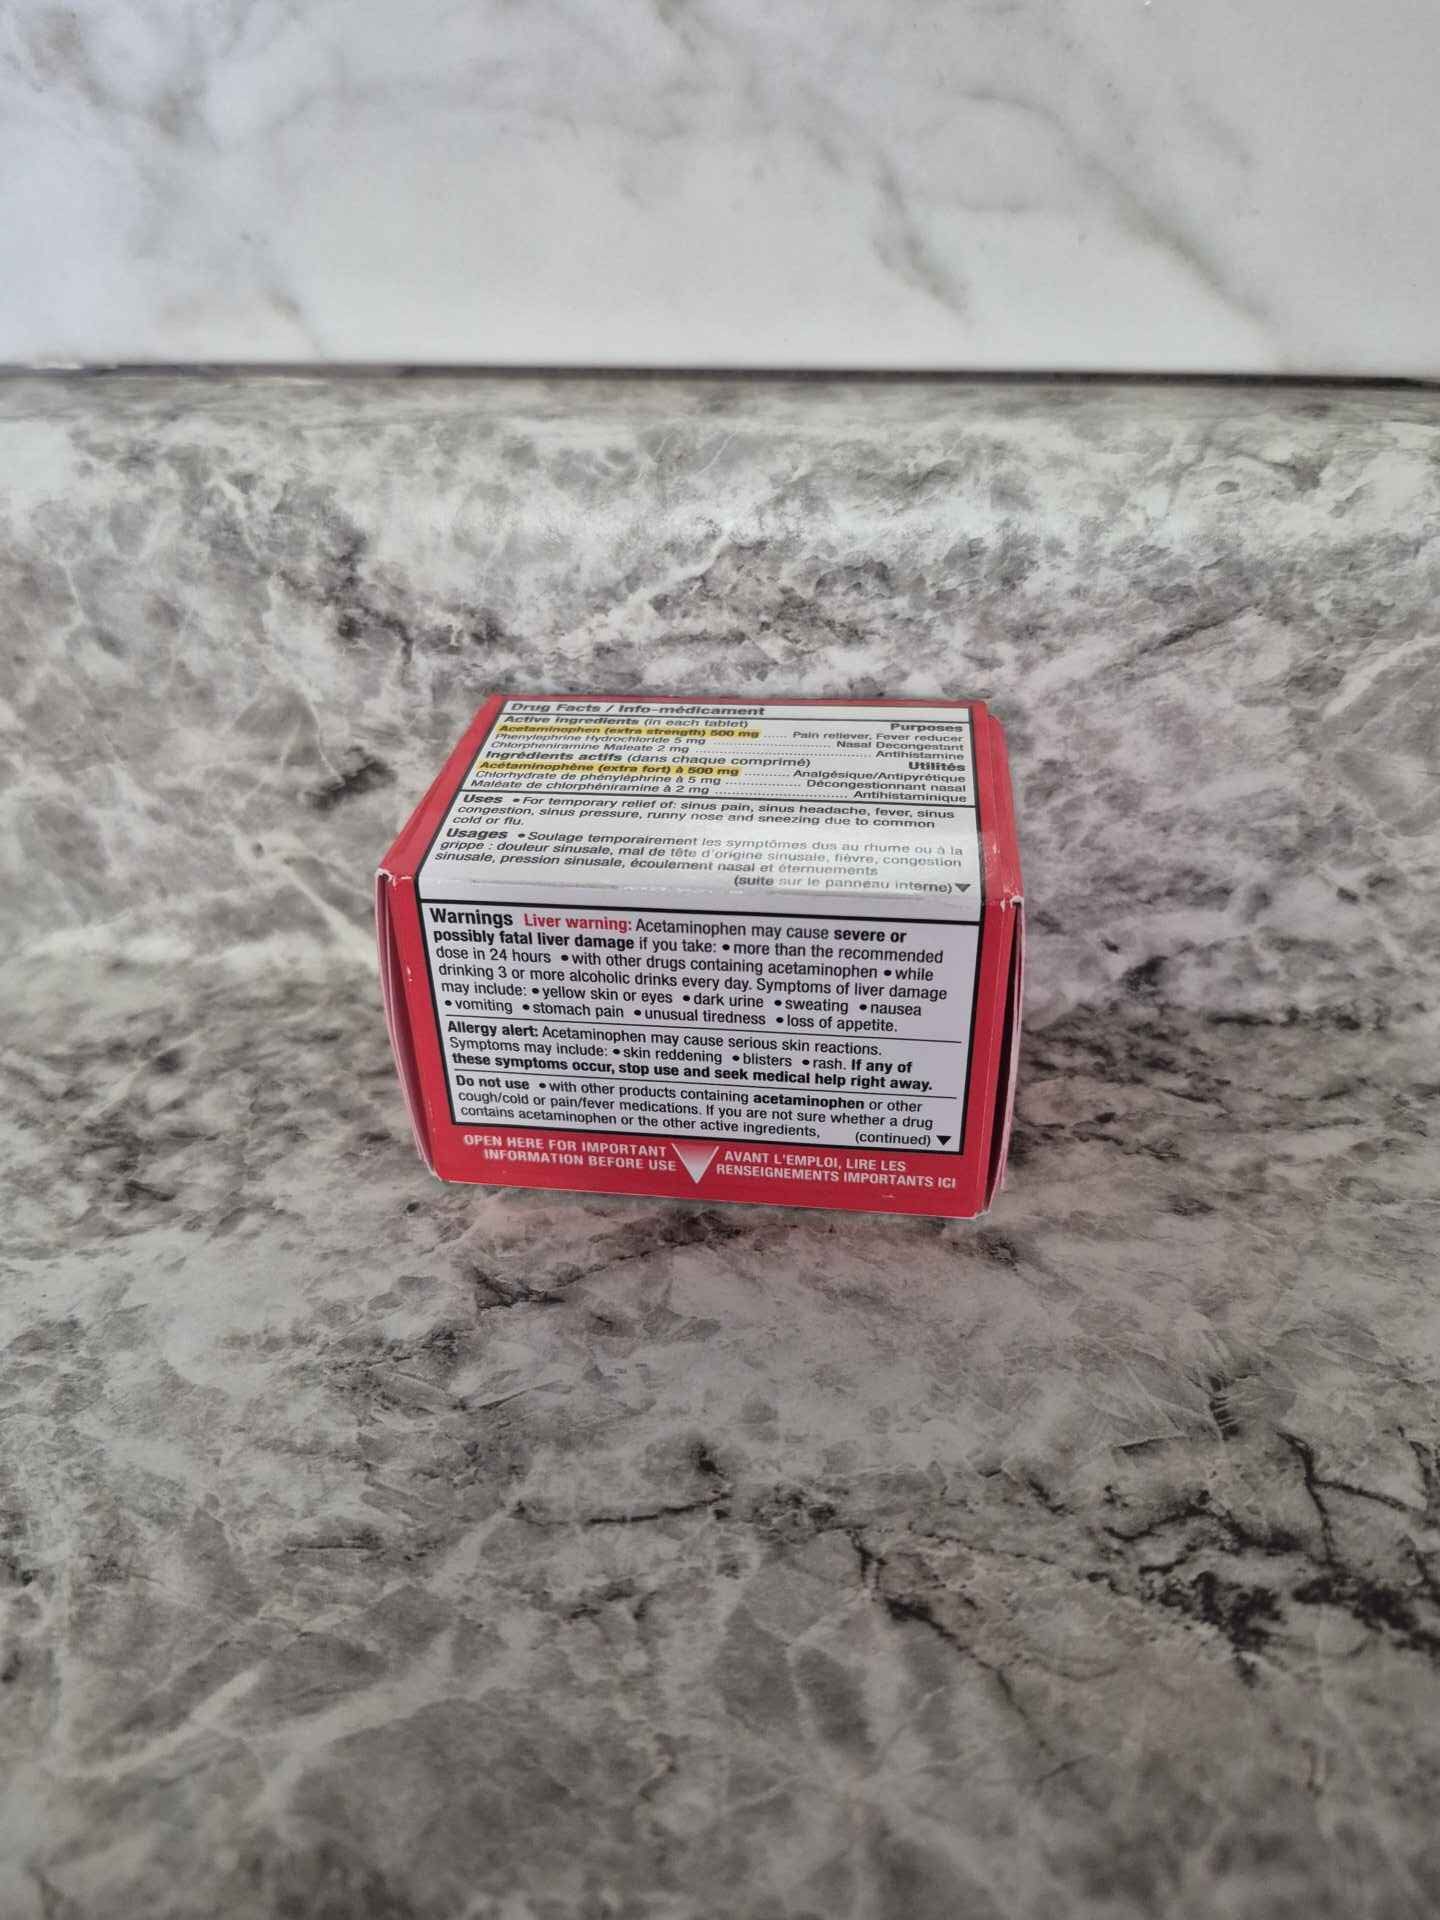 Drug Facts / Info-médicament
Active ingredients (in each tablet) Purposes
Acetaminophen (extra strength) 500 mg ...... Pain reliever, Fever reducer
Phenylephrine Hydrochloride 5 mg ................................ Nasal Decongestant
Chlorpheniramine Maleate 2 mg ............................................. Antihistamine
Ingrédients actifs (dans chaque comprimé) Utilités
Acétaminophène (extra fort) à 500 mg .......... Analgésique/Antipyrétique
Chlorhydrate de phényléphrine à 5 mg ................. Décongestionnant nasal
Maléate de chlorphéniramine à 2 mg .............................. Antihistaminique
Uses • For temporary relief of: sinus pain, sinus headache, fever, sinus
congestion, sinus pressure, runny nose and sneezing due to common
cold or flu.
Usages • Soulage temporairement les symptômes dus au rhume ou à la
grippe : douleur sinusale, mal de tête d'origine sinusale, fièvre, congestion
sinusale, pression sinusale, écoulement nasal et éternuements
(suite sur le panneau interne) ▼
Warnings Liver warning: Acetaminophen may cause severe or
possibly fatal liver damage if you take: • more than the recommended
dose in 24 hours • with other drugs containing acetaminophen • while
drinking 3 or more alcoholic drinks every day. Symptoms of liver damage
may include: • yellow skin or eyes • dark urine • sweating • nausea
• vomiting • stomach pain • unusual tiredness • loss of appetite.
Allergy alert: Acetaminophen may cause serious skin reactions.
Symptoms may include: • skin reddening • blisters • rash. If any of
these symptoms occur, stop use and seek medical help right away.
Do not use • with other products containing acetaminophen or other
cough/cold or pain/fever medications. If you are not sure whether a drug
contains acetaminophen or the other active ingredients, (continued) ▼
OPEN HERE FOR IMPORTANT
INFORMATION BEFORE USE
AVANT L'EMPLOI, LIRE LES
RENSEIGNEMENTS IMPORTANTS ICI